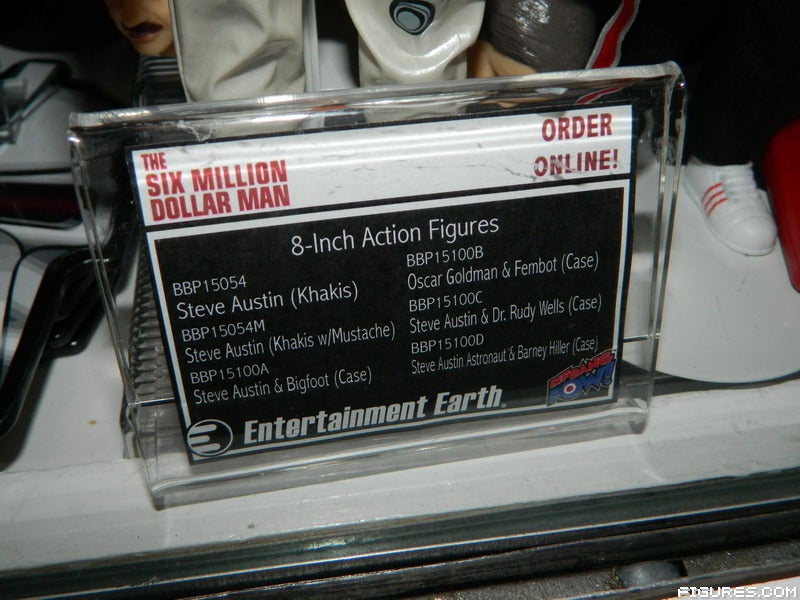 THE
SIX MILLION
DOLLAR MAN
ORDER
ONLINE!
8-Inch Action Figures
BBP15054
Steve Austin (Khakis)
BBP15054M
Steve Austin (Khakis w/Mustache)
BBP15100A
Steve Austin & Bigfoot (Case)
BBP15100B
Oscar Goldman & Fembot (Case)
BBP15100C
Steve Austin & Dr. Rudy Wells (Case)
BBP15100D
Steve Austin Astronaut & Barney Hiller (Case)
Entertainment Earth
BIF BANG
POW!
FIGURES.COM